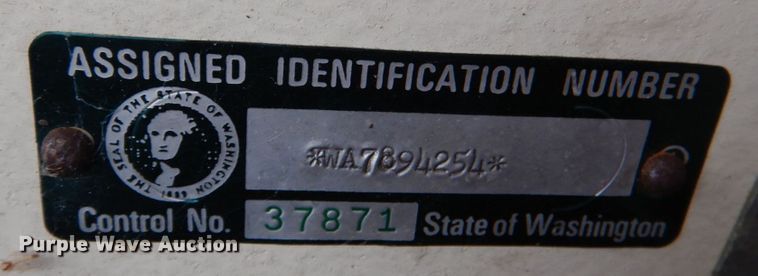 ASSIGNED IDENTIFICATION NUMBER
THE SEAL OF THE STATE OF WASHINGTON
1889
*WA7894254*
Control No. 37871 State of Washington
Purple Wave Auction